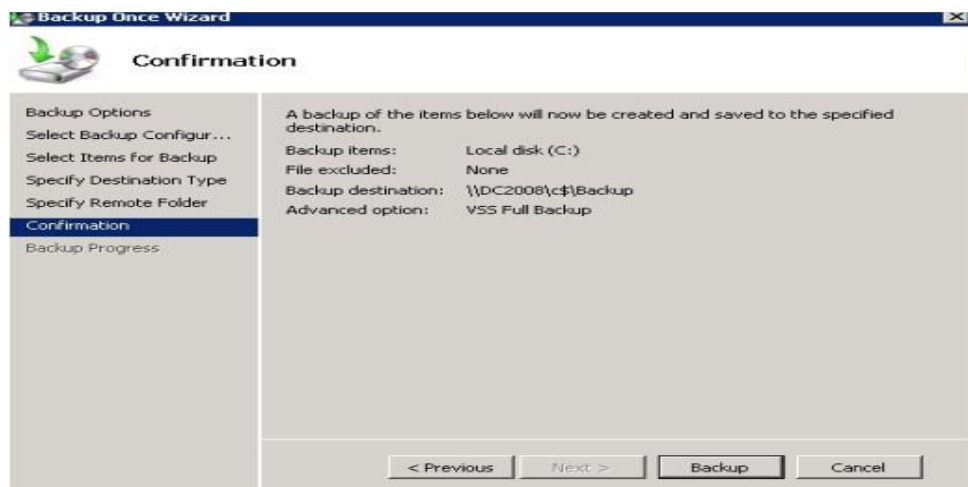 Backup Once Wizard
Confirmation
Backup Options
Select Backup Configur...
Select Items for Backup
Specify Destination Type
Specify Remote Folder
Confirmation
Backup Progress
A backup of the items below will now be created and saved to the specified
destination.
Backup items: Local disk (C:)
File excluded: None
Backup destination: \\DC2008\c$\Backup
Advanced option: VSS Full Backup
< Previous Next > Backup Cancel